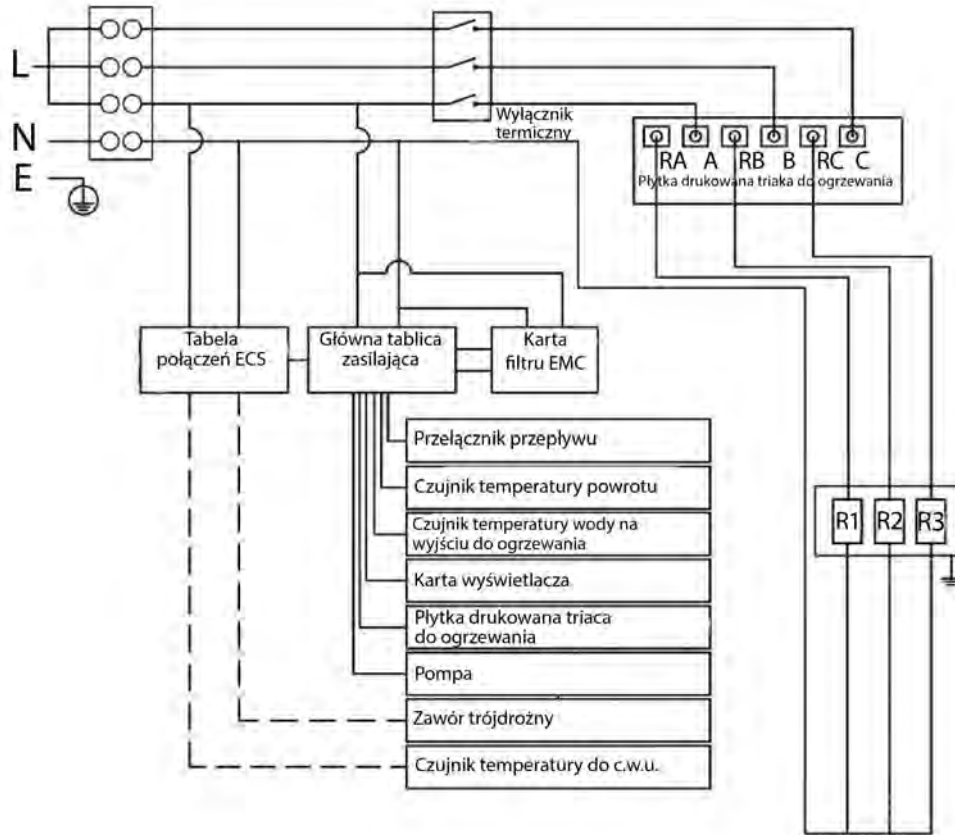 L
N
E
Wyłącznik
termiczny
RA A RB B RC C
Płytka drukowana triaka do ogrzewania
Tabela
połączeń ECS
Główna tablica
zasilająca
Karta
filtru EMC
Przełącznik przepływu
Czujnik temperatury powrotu
Czujnik temperatury wody na
wyjściu do ogrzewania
Karta wyświetlacza
Płytka drukowana triaca
do ogrzewania
Pompa
Zawór trójdrożny
Czujnik temperatury do c.w.u.
R1 R2 R3